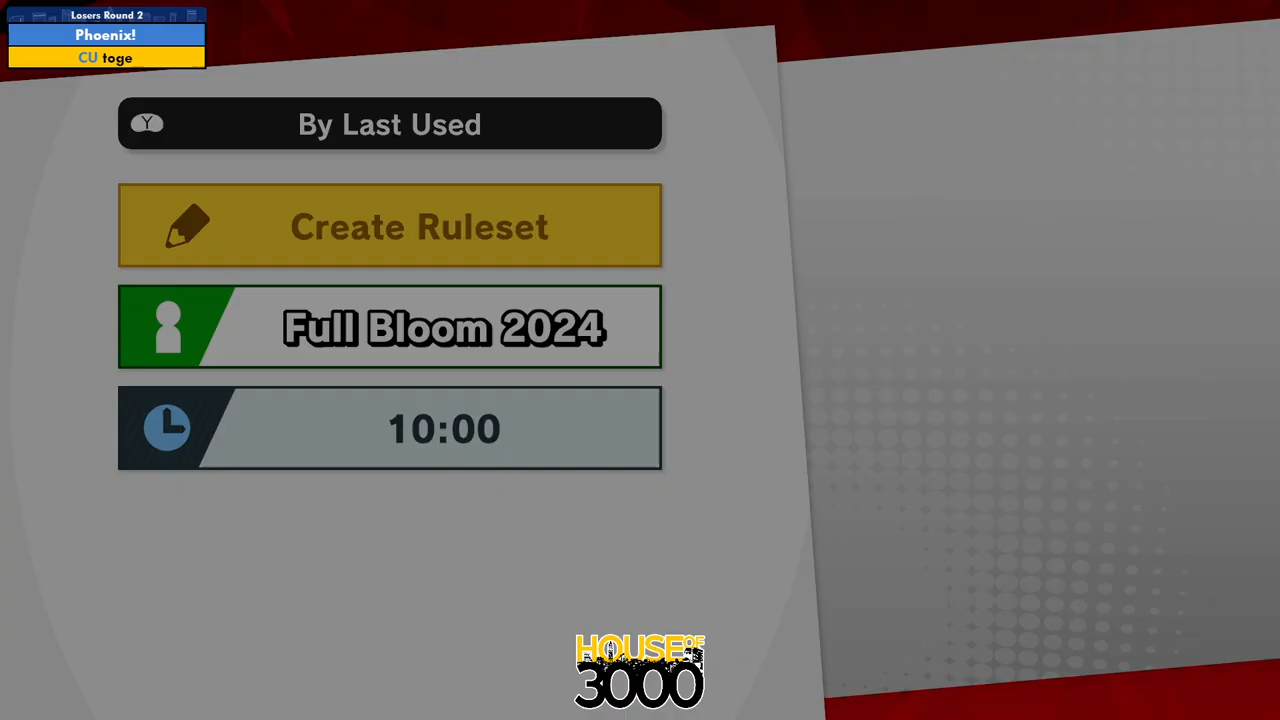 Losers Round 2
Phoenix!
CU toge
Y
By Last Used
Create Ruleset
Full Bloom 2024
10:00
HOUSE OF
3000